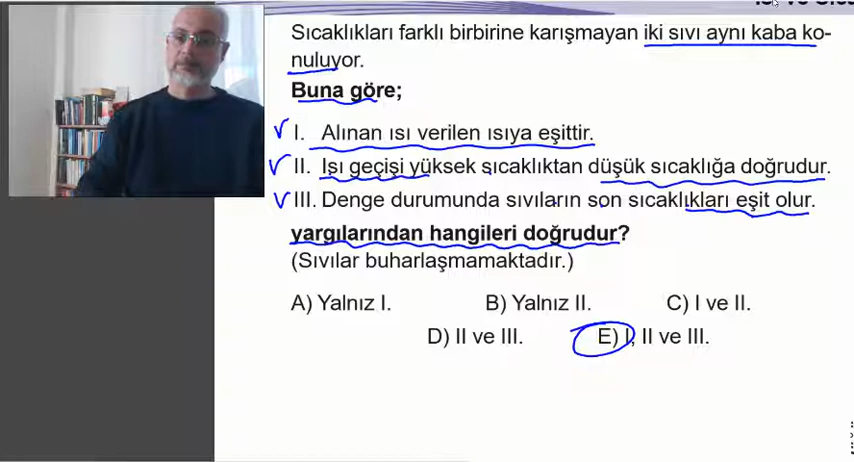 Sıcaklıkları farklı birbirine karışmayan iki sıvı aynı kaba ko-
nuluyor.
Buna göre;
I. Alınan ısı verilen ısıya eşittir.
II. Isı geçişi yüksek sıcaklıktan düşük sıcaklığa doğrudur.
III. Denge durumunda sıvıların son sıcaklıkları eşit olur.
yargılarından hangileri doğrudur?
(Sıvılar buharlaşmamaktadır.)
A) Yalnız I. B) Yalnız II. C) I ve II.
D) II ve III. E) I, II ve III.